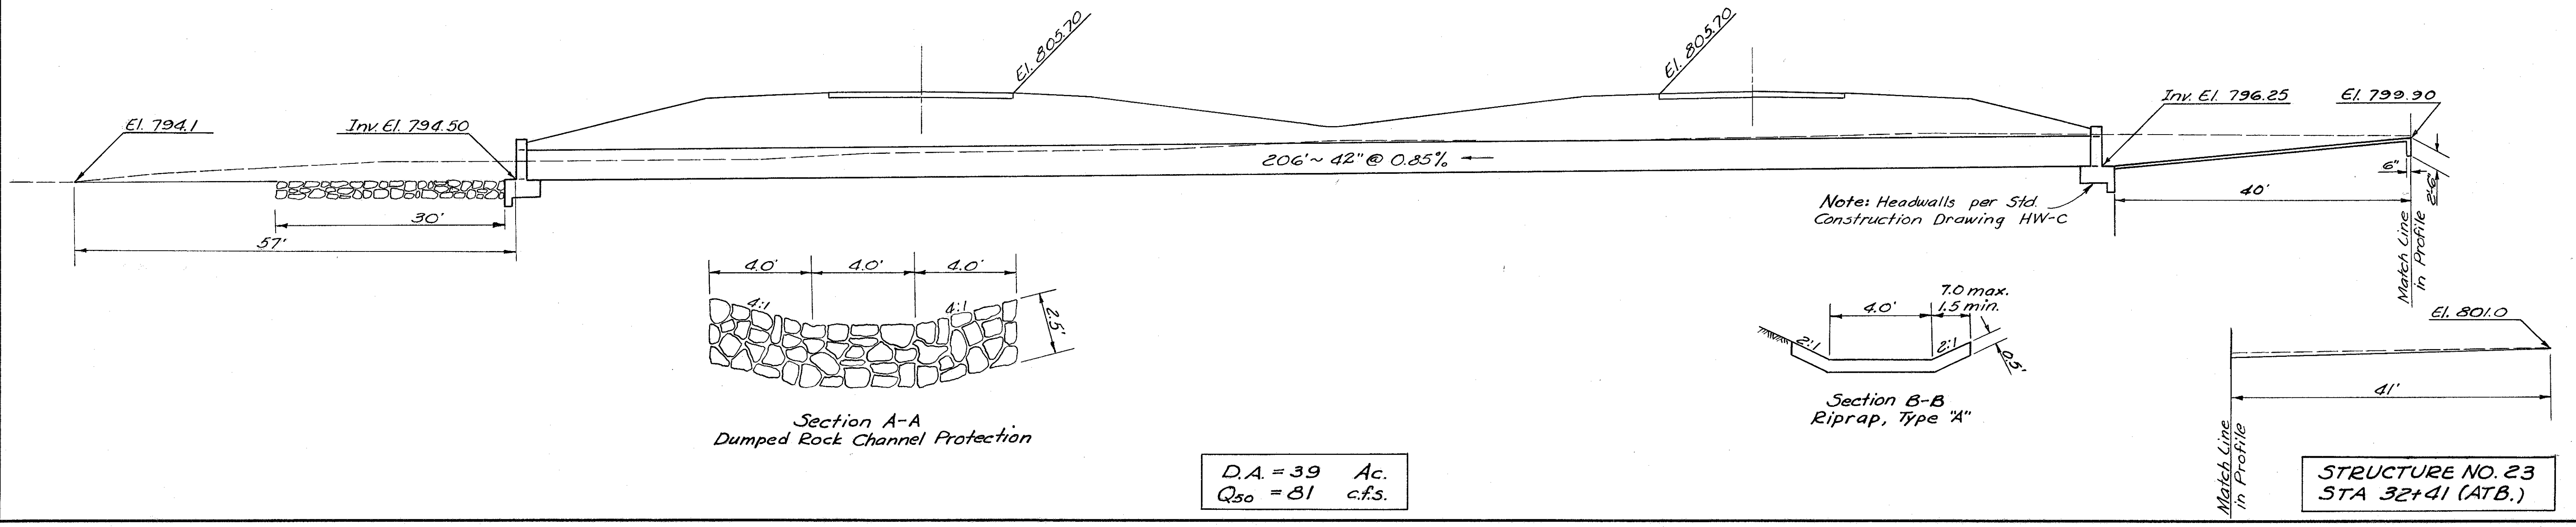 El. 805.70
El. 805.70
El. 794.1
Inv. El. 794.50
Inv. El. 796.25
El. 799.90
206' ~ 42" @ 0.85%
30'
57'
Note: Headwalls per Std.
Construction Drawing HW-C
40'
6"
2'-6"
Match Line
in Profile
4.0'
4.0'
4.0'
4:1
4:1
2.5'
Section A-A
Dumped Rock Channel Protection
7.0 max.
1.5 min.
4.0'
2:1
2:1
0.5'
Section B-B
Riprap, Type "A"
El. 801.0
41'
Match Line
in Profile
D.A. = 39 Ac.
Q50 = 81 c.f.s.
STRUCTURE NO. 23
STA 32+41 (ATB.)